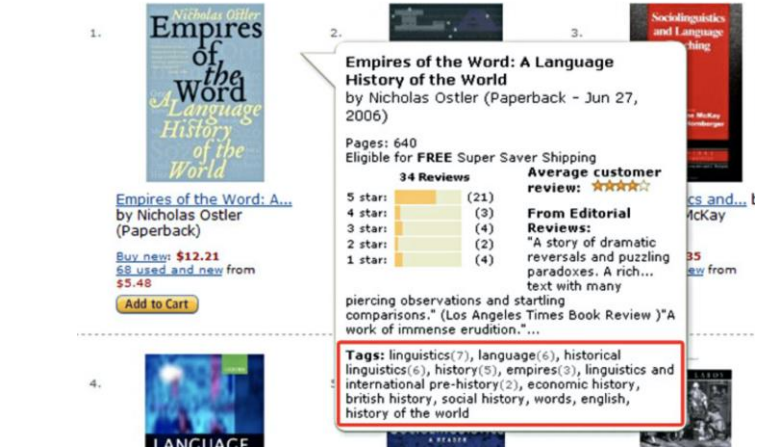 1.
Nicholas Ostler
Empires
of
the
Word
A Language
History
of the
World
Empires of the Word: A...
by Nicholas Ostler
(Paperback)
Buy new: $12.21
68 used and new from
$5.48
Add to Cart
2.
3.
Sociolinguistics
and Language
McKay
cs and...
McKay
35
ew from
Empires of the Word: A Language
History of the World
by Nicholas Ostler (Paperback - Jun 27,
2006)
Pages: 640
Eligible for FREE Super Saver Shipping
34 Reviews
5 star: (21)
4 star: (3)
3 star: (4)
2 star: (2)
1 star: (4)
Average customer
review:
From Editorial
Reviews:
"A story of dramatic
reversals and puzzling
paradoxes. A rich...
text with many
piercing observations and startling
comparisons." (Los Angeles Times Book Review )"A
work of immense erudition."...
Tags: linguistics(7), language(6), historical
linguistics(6), history(5), empires(3), linguistics and
international pre-history(2), economic history,
british history, social history, words, english,
history of the world
4.
LANGUAGE
A READER